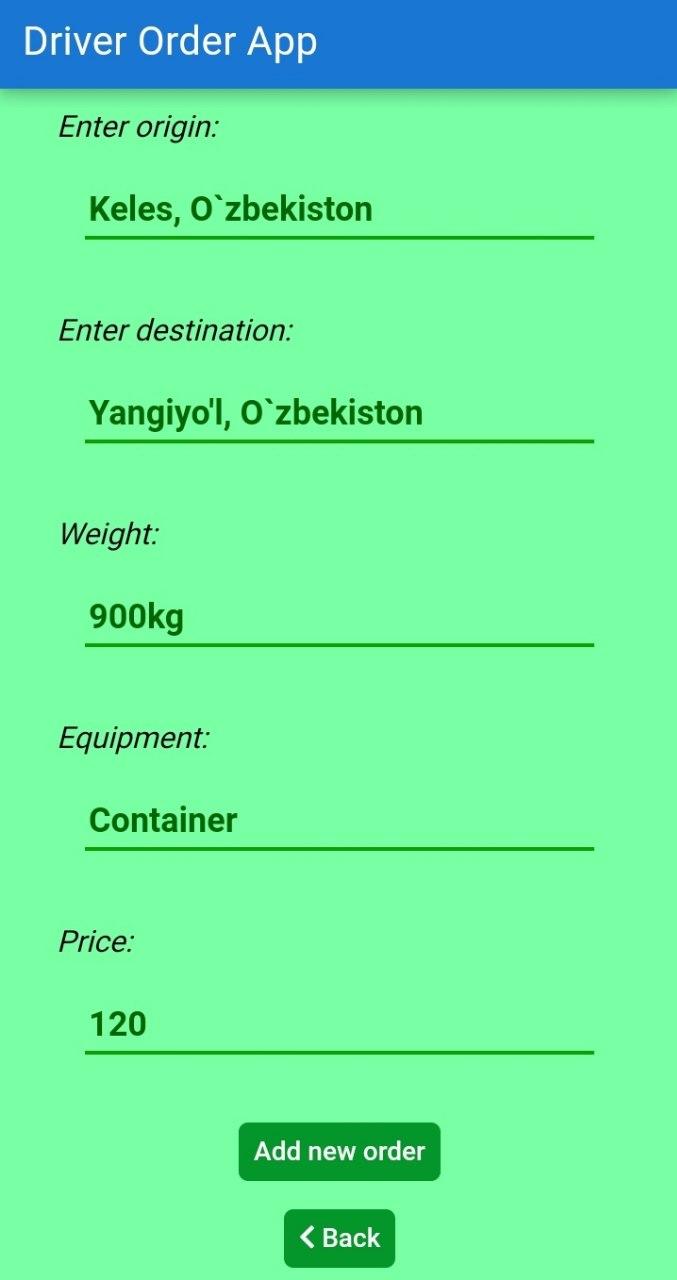 Driver Order App
Enter origin:
Keles, O`zbekiston
Enter destination:
Yangiyo'l, O`zbekiston
Weight:
900kg
Equipment:
Container
Price:
120
Add new order
Back